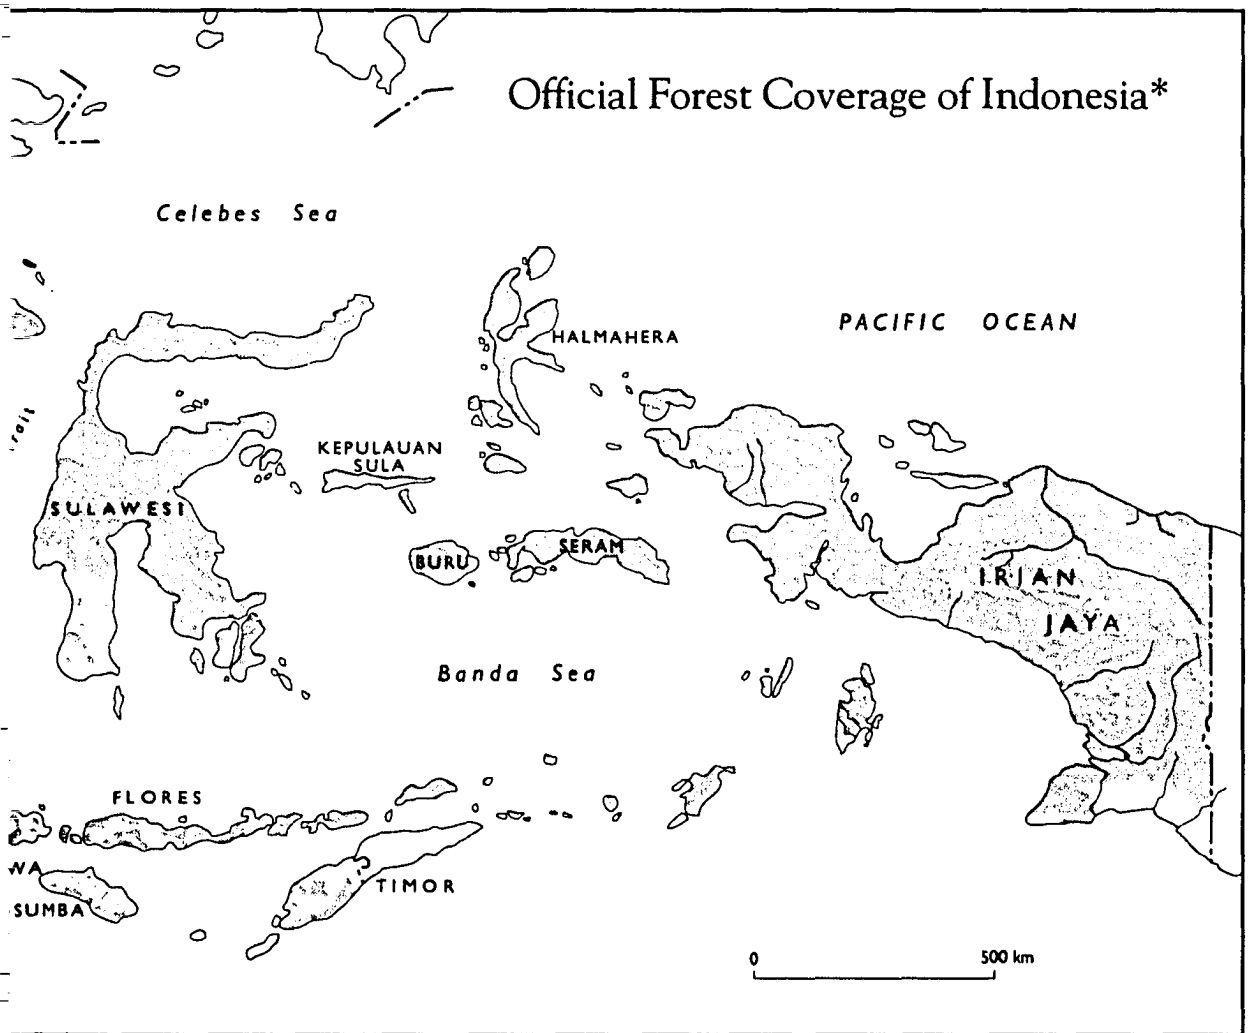 Official Forest Coverage of Indonesia*
Celebes Sea
PACIFIC OCEAN
HALMAHERA
KEPULAUAN
SULA
SULAWESI
BURU
SERAM
IRIAN
JAYA
Banda Sea
FLORES
TIMOR
WA
SUMBA
0
500 km